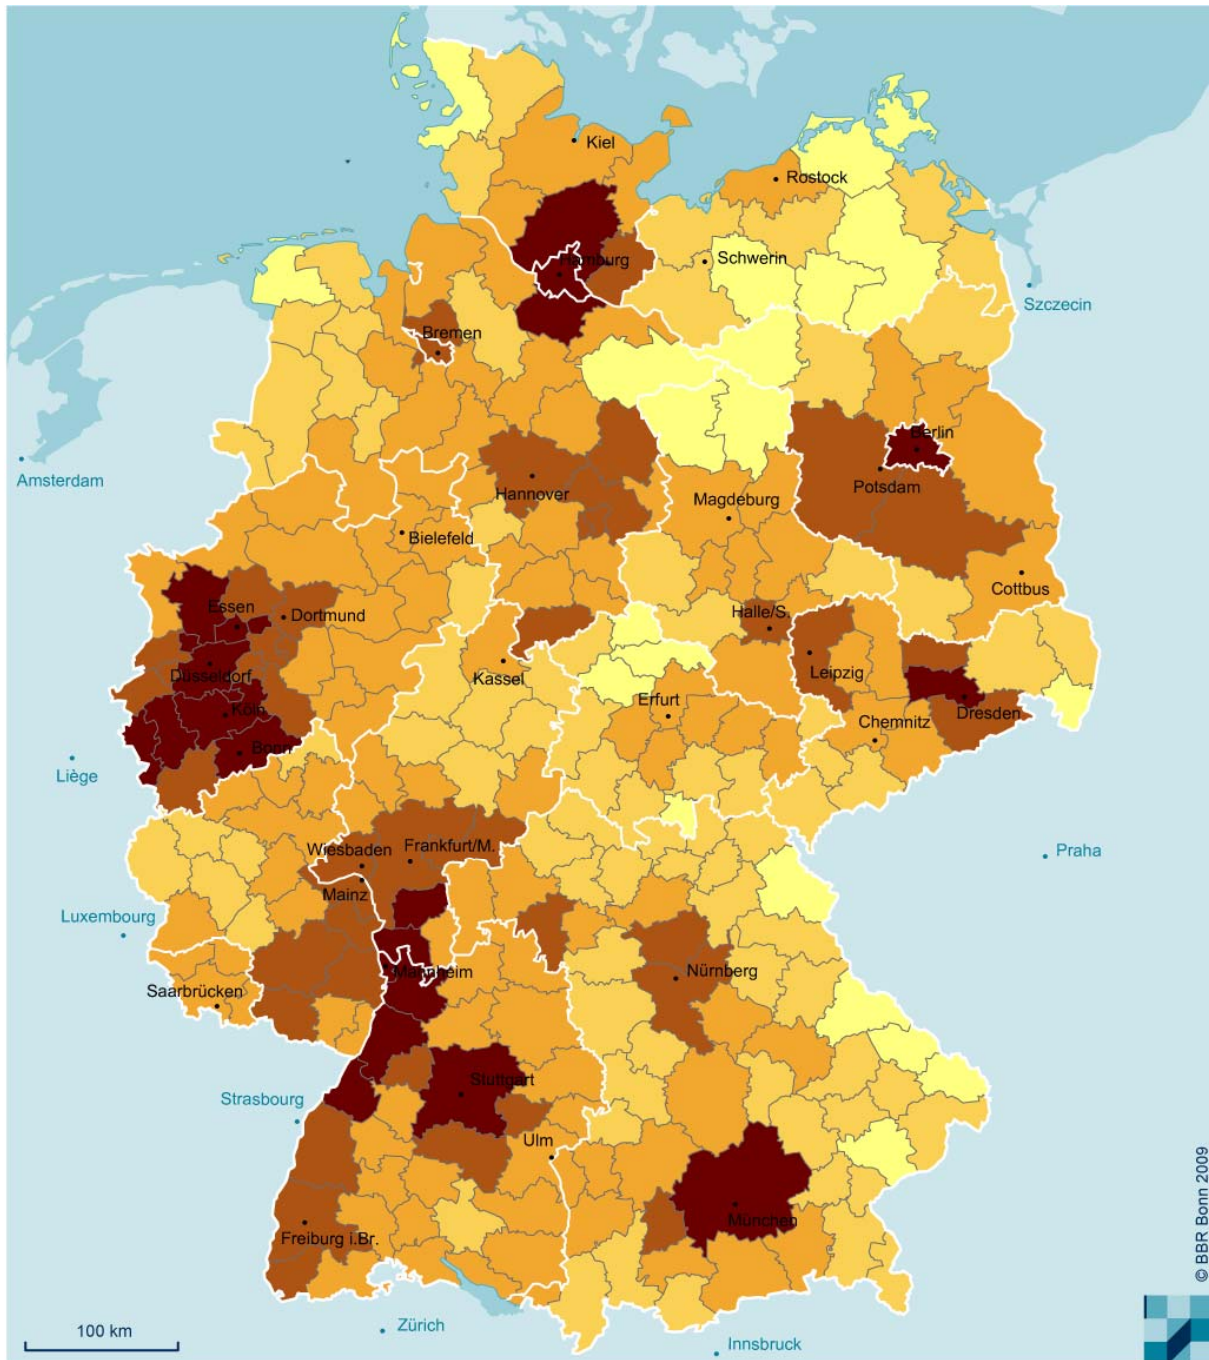 Kiel
Rostock
Hamburg
Schwerin
Szczecin
Bremen
Berlin
Amsterdam
Hannover
Potsdam
Magdeburg
Bielefeld
Cottbus
Essen
Dortmund
Halle/S.
Düsseldorf
Kassel
Leipzig
Erfurt
Köln
Dresden
Chemnitz
Bonn
Liège
Wiesbaden
Frankfurt/M.
Praha
Mainz
Luxembourg
Mannheim
Nürnberg
Saarbrücken
Stuttgart
Strasbourg
Ulm
München
Freiburg i.Br.
© BBR Bonn 2009
100 km
Zürich
Innsbruck